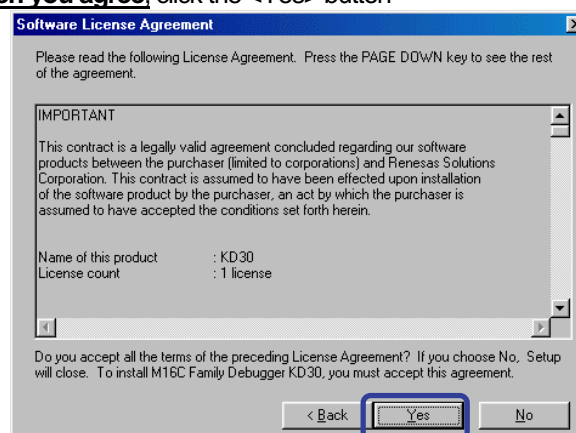 en you agree, click the <Yes> button
Software License Agreement
Please read the following License Agreement. Press the PAGE DOWN key to see the rest
of the agreement.
IMPORTANT
This contract is a legally valid agreement concluded regarding our software
products between the purchaser (limited to corporations) and Renesas Solutions
Corporation. This contract is assumed to have been effected upon installation
of the software product by the purchaser, an act by which the purchaser is
assumed to have accepted the conditions set forth herein.
Name of this product : KD30
License count : 1 license
Do you accept all the terms of the preceding License Agreement? If you choose No, Setup
will close. To install M16C Family Debugger KD30, you must accept this agreement.
< Back Yes No